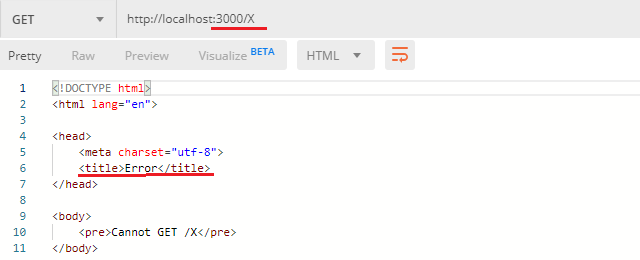 GET http://localhost:3000/X
Pretty Raw Preview Visualize BETA HTML
1 <!DOCTYPE html>
2 <html lang="en">
3
4 <head>
5 <meta charset="utf-8">
6 <title>Error</title>
7 </head>
8
9 <body>
10 <pre>Cannot GET /X</pre>
11 </body>